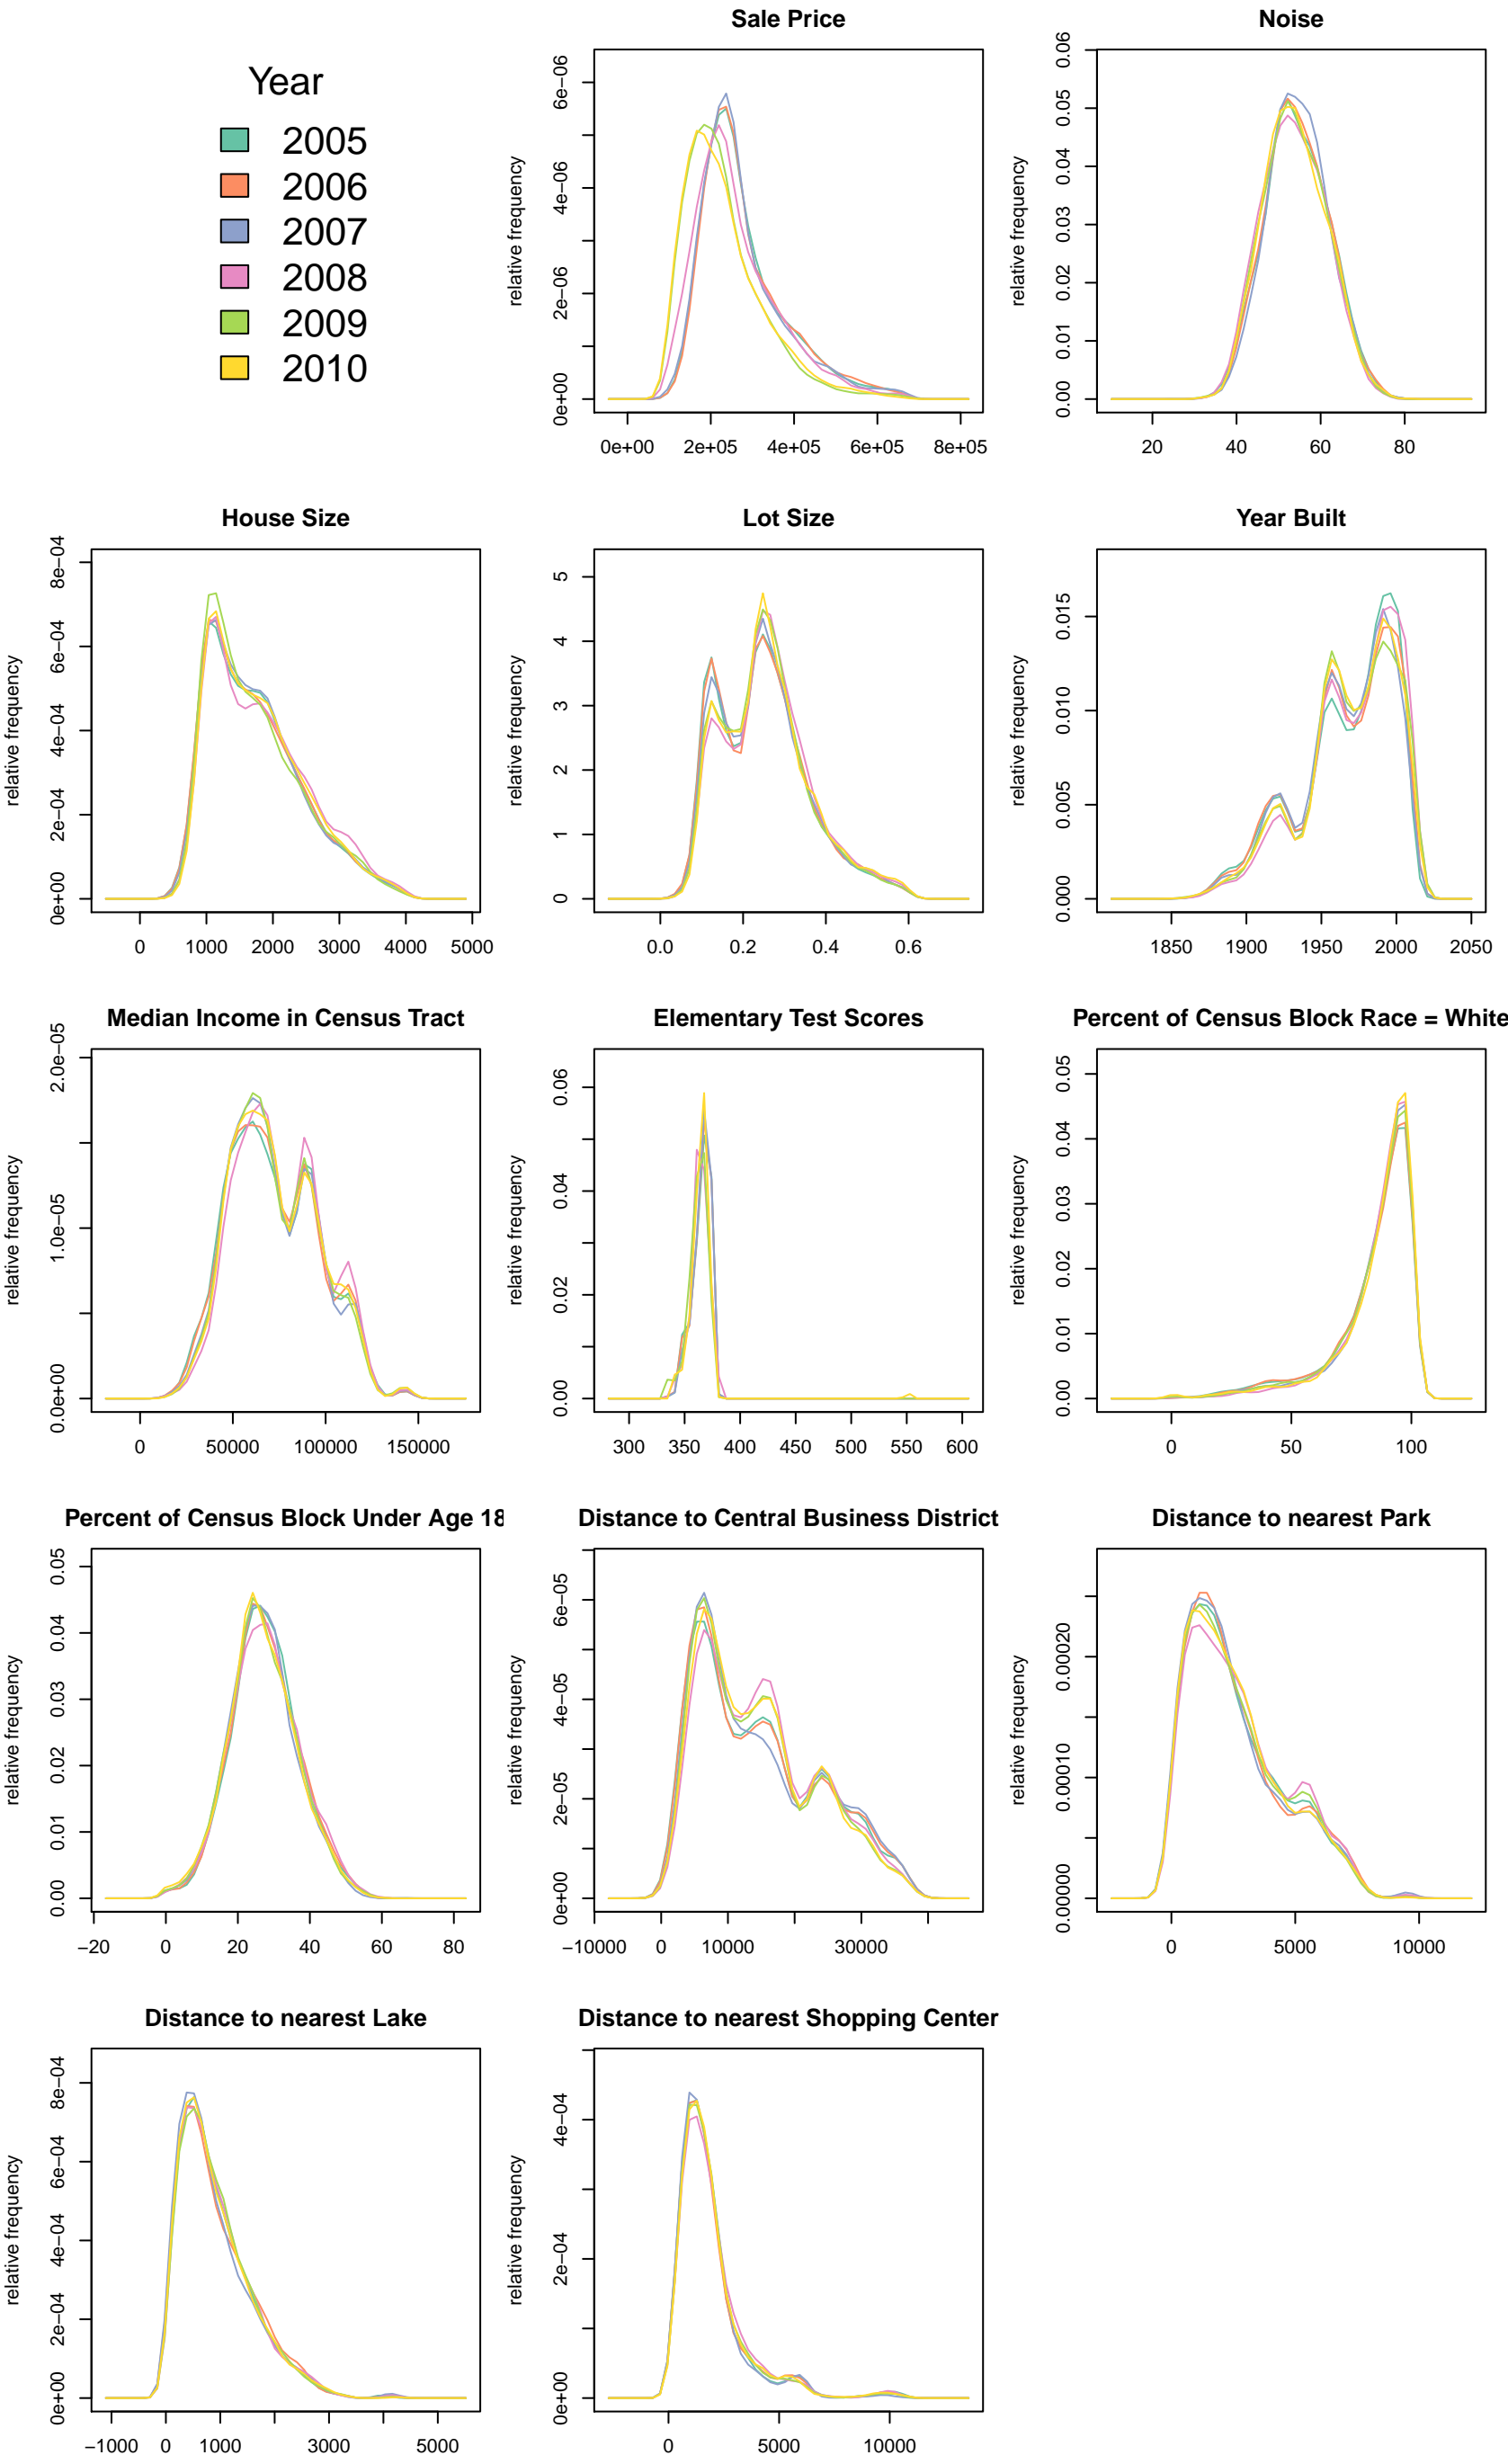 Year
2005
2006
2007
2008
2009
2010
Sale Price
relative frequency
0e+00 2e−06 4e−06 6e−06
0e+00 2e+05 4e+05 6e+05 8e+05
Noise
relative frequency
0.00 0.01 0.02 0.03 0.04 0.05 0.06
20 40 60 80
House Size
relative frequency
0e+00 2e−04 4e−04 6e−04 8e−04
0 1000 2000 3000 4000 5000
Lot Size
relative frequency
0 1 2 3 4 5
0.0 0.2 0.4 0.6
Year Built
relative frequency
0.000 0.005 0.010 0.015
1850 1900 1950 2000 2050
Median Income in Census Tract
relative frequency
0.0e+00 1.0e−05 2.0e−05
0 50000 100000 150000
Elementary Test Scores
relative frequency
0.00 0.02 0.04 0.06
300 350 400 450 500 550 600
Percent of Census Block Race = White
relative frequency
0.00 0.01 0.02 0.03 0.04 0.05
0 50 100
Percent of Census Block Under Age 18
relative frequency
0.00 0.01 0.02 0.03 0.04 0.05
−20 0 20 40 60 80
Distance to Central Business District
relative frequency
0e+00 2e−05 4e−05 6e−05
−10000 0 10000 30000
Distance to nearest Park
relative frequency
0.00000 0.00010 0.00020
0 5000 10000
Distance to nearest Lake
relative frequency
0e+00 2e−04 4e−04 6e−04 8e−04
−1000 0 1000 3000 5000
Distance to nearest Shopping Center
relative frequency
0e+00 2e−04 4e−04
0 5000 10000